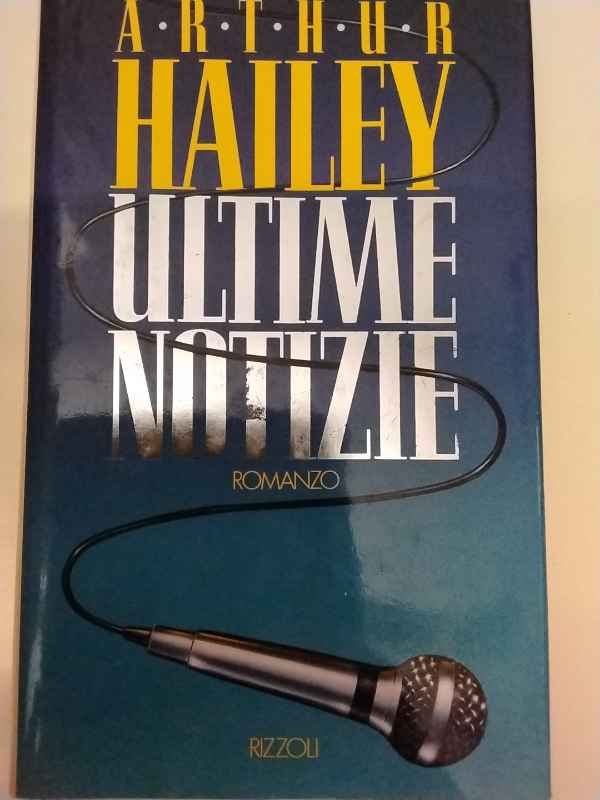 A·R·T·H·U·R
HAILEY
ULTIME
NOTIZIE
ROMANZO
RIZZOLI